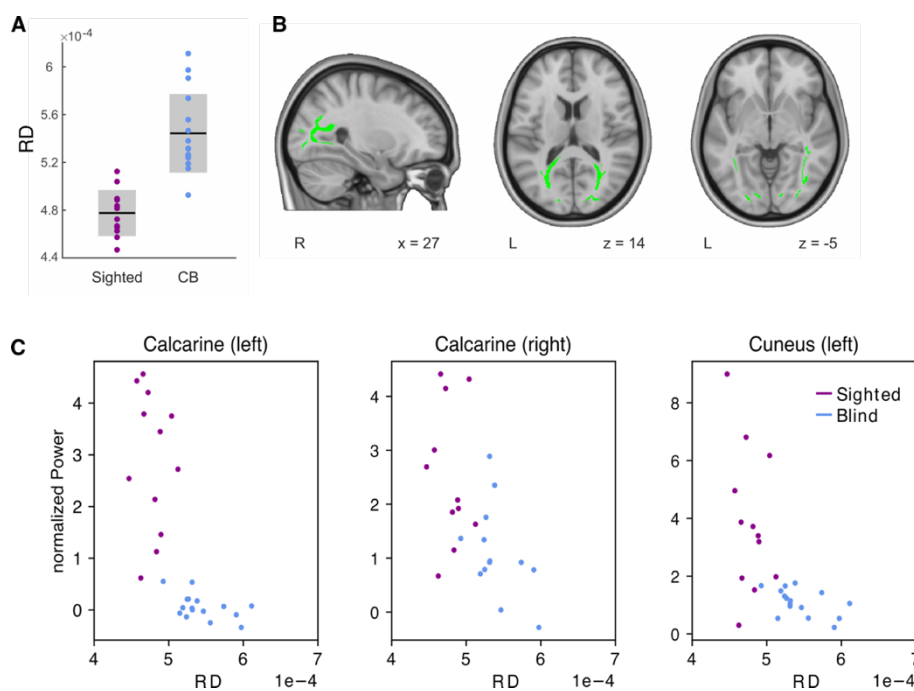 A
B
×10⁻⁴
6
5.6
5.2
4.8
4.4
RD
Sighted
CB
R
x = 27
L
z = 14
L
z = -5
C
Calcarine (left)
Calcarine (right)
Cuneus (left)
normalized Power
4
3
2
1
0
4
3
2
1
0
8
6
4
2
0
Sighted
Blind
4
5
6
7
4
5
6
7
4
5
6
7
RD
1e−4
RD
1e−4
RD
1e−4